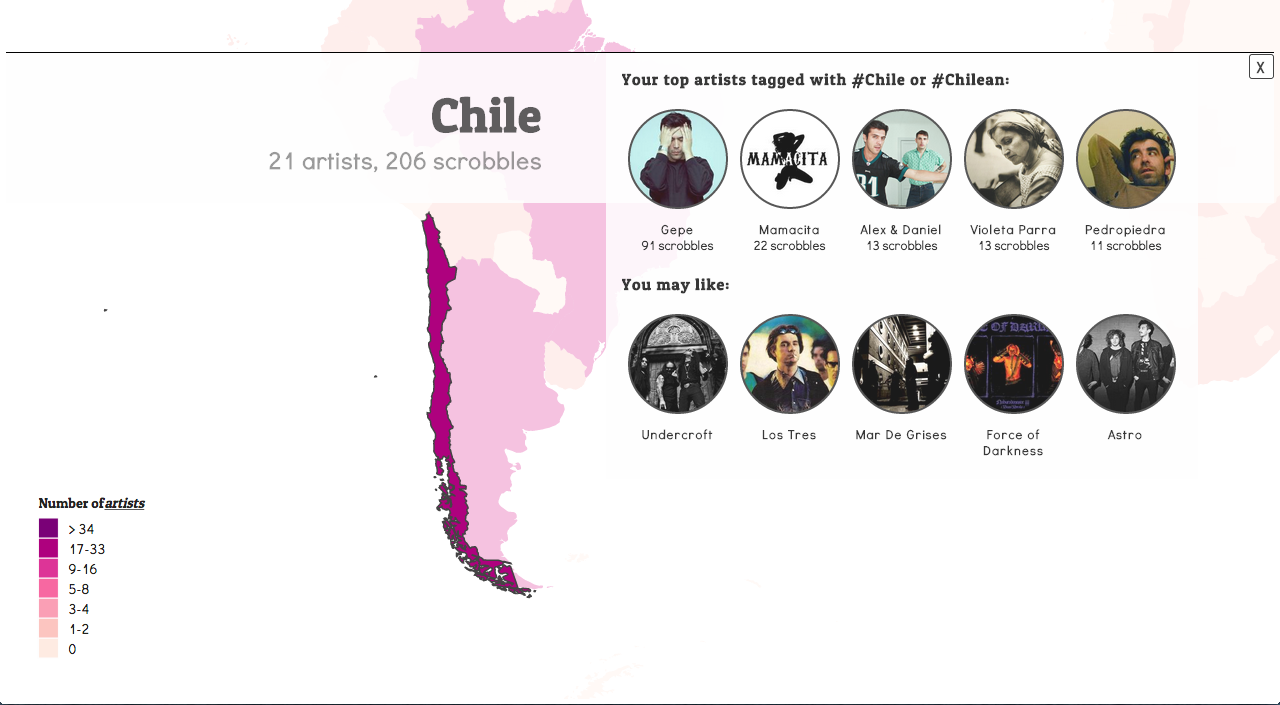 X
Your top artists tagged with #Chile or #Chilean:
Chile
21 artists, 206 scrobbles
MAMACITA
Gepe
91 scrobbles
Mamacita
22 scrobbles
Alex & Daniel
13 scrobbles
Violeta Parra
13 scrobbles
Pedropiedra
11 scrobbles
You may like:
Undercroft
Los Tres
Mar De Grises
Force of
Darkness
Astro
Number of artists
> 34
17-33
9-16
5-8
3-4
1-2
0